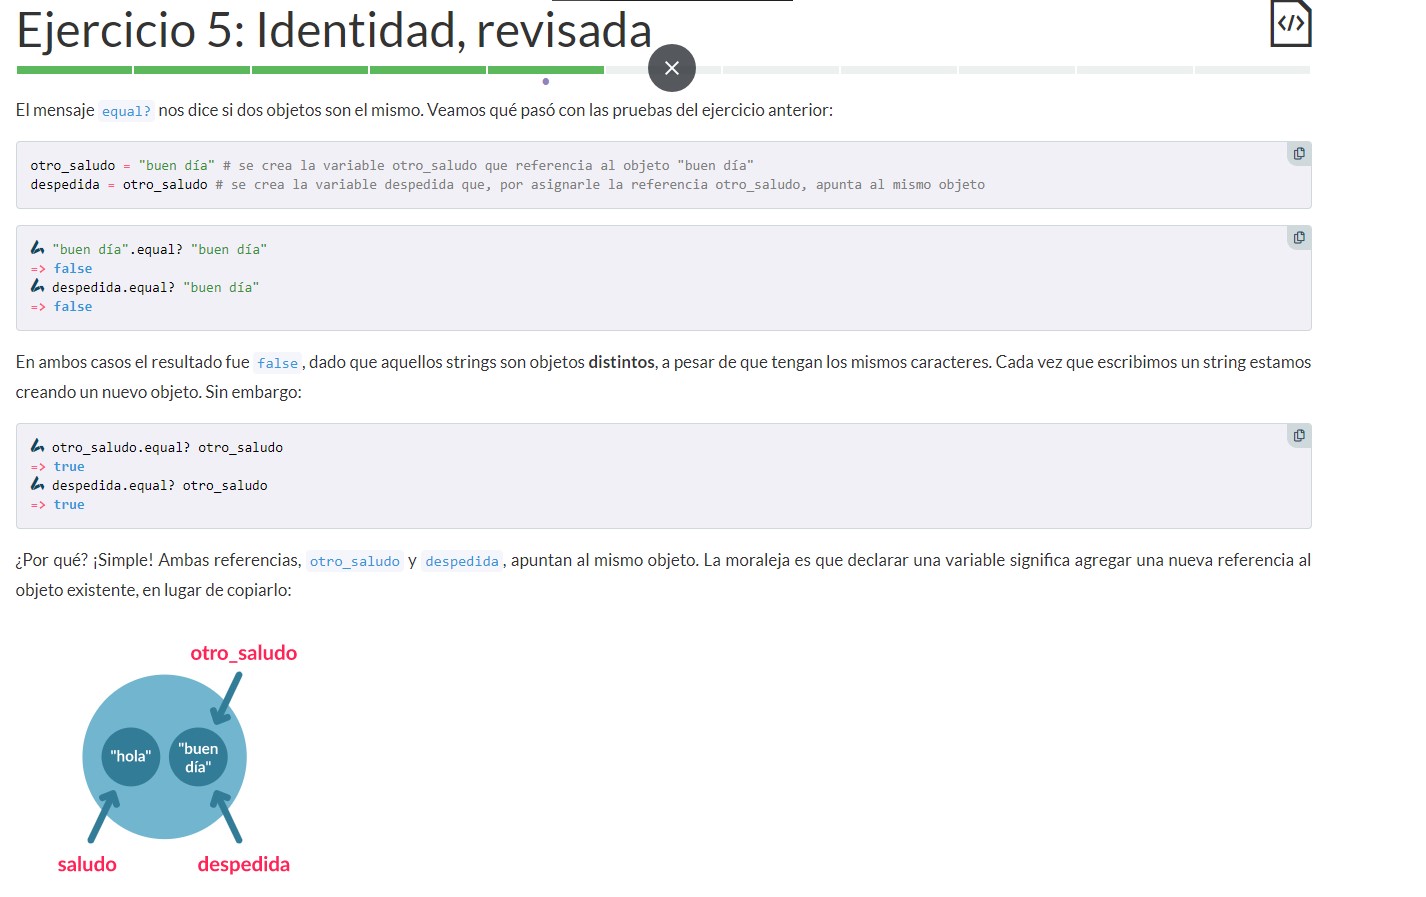 Ejercicio 5: Identidad, revisada
El mensaje equal? nos dice si dos objetos son el mismo. Veamos qué pasó con las pruebas del ejercicio anterior:
otro_saludo = "buen día" # se crea la variable otro_saludo que referencia al objeto "buen día"
despedida = otro_saludo # se crea la variable despedida que, por asignarle la referencia otro_saludo, apunta al mismo objeto
"buen día".equal? "buen día"
=> false
despedida.equal? "buen día"
=> false
En ambos casos el resultado fue false, dado que aquellos strings son objetos distintos, a pesar de que tengan los mismos caracteres. Cada vez que escribimos un string estamos
creando un nuevo objeto. Sin embargo:
otro_saludo.equal? otro_saludo
=> true
despedida.equal? otro_saludo
=> true
¿Por qué? ¡Simple! Ambas referencias, otro_saludo y despedida, apuntan al mismo objeto. La moraleja es que declarar una variable significa agregar una nueva referencia al
objeto existente, en lugar de copiarlo:
otro_saludo
"hola"
"buen
día"
saludo
despedida